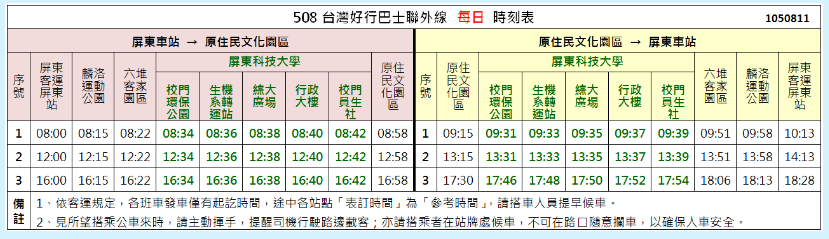 508 台灣好行巴士聯外線 每日 時刻表 1050811
屏東車站 → 原住民文化園區 原住民文化園區 → 屏東車站
序號 屏東客運屏東站 麟洛運動公園 六堆客家園區 屏東科技大學 原住民文化園區 序號 原住民文化園區 屏東科技大學 六堆客家園區 麟洛運動公園 屏東客運屏東站
校門環保公園 生機系轉運站 綜大廣場 行政大樓 校門員生社 校門環保公園 生機系轉運站 綜大廣場 行政大樓 校門員生社
1 08:00 08:15 08:22 08:34 08:36 08:38 08:40 08:42 08:58 1 09:15 09:31 09:33 09:35 09:37 09:39 09:51 09:58 10:13
2 12:00 12:15 12:22 12:34 12:36 12:38 12:40 12:42 12:58 2 13:15 13:31 13:33 13:35 13:37 13:39 13:51 13:58 14:13
3 16:00 16:15 16:22 16:34 16:36 16:38 16:40 16:42 16:58 3 17:30 17:46 17:48 17:50 17:52 17:54 18:06 18:13 18:28
備註 1、依客運規定，各班車發車僅有起訖時間，途中各站點「表訂時間」為「參考時間」，請搭車人員提早候車。
2、見所望搭乘公車來時，請主動揮手，提醒司機行駛路邊載客；亦請搭乘者在站牌處候車，不可在路口隨意攔車，以確保人車安全。